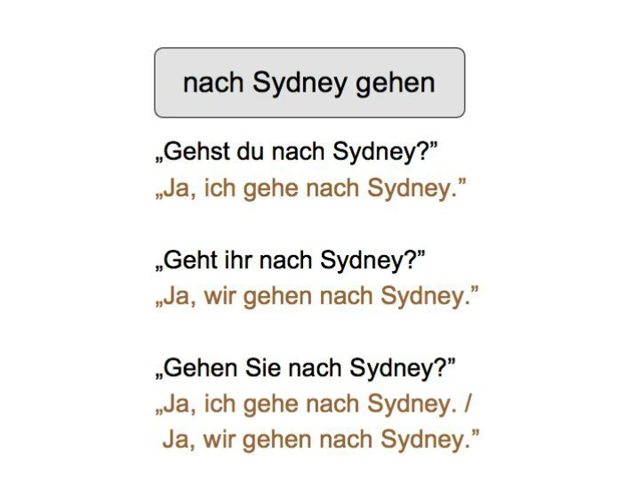 nach Sydney gehen
„Gehst du nach Sydney?”
„Ja, ich gehe nach Sydney.”
„Geht ihr nach Sydney?”
„Ja, wir gehen nach Sydney.”
„Gehen Sie nach Sydney?”
„Ja, ich gehe nach Sydney. /
Ja, wir gehen nach Sydney.”